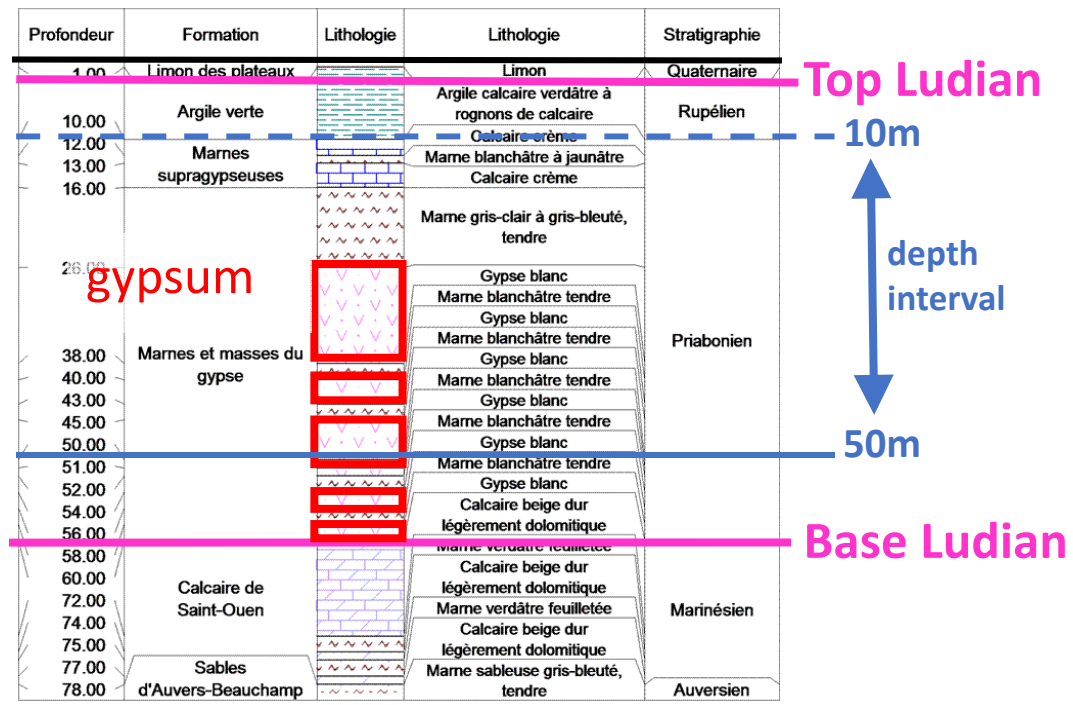 Profondeur Formation Lithologie Lithologie Stratigraphie
1.00 Limon des plateaux Limon Quaternaire
Top Ludian
Argile verte
Argile calcaire verdâtre à
rognons de calcaire
Rupélien
10.00
Calcaire crème
10m
12.00
Marnes
supragypseuses
Marne blanchâtre à jaunâtre
13.00
Calcaire crème
16.00
Marne gris-clair à gris-bleuté,
tendre
depth
interval
26.00
gypsum
Gypse blanc
Marne blanchâtre tendre
Gypse blanc
Marne blanchâtre tendre
Priabonien
38.00
Marnes et masses du
gypse
Gypse blanc
40.00
Marne blanchâtre tendre
43.00
Gypse blanc
45.00
Marne blanchâtre tendre
50.00
Gypse blanc
50m
51.00
Marne blanchâtre tendre
52.00
Gypse blanc
54.00
Calcaire beige dur
légèrement dolomitique
56.00
Base Ludian
58.00
Marne verdâtre feuilletée
60.00
Calcaire beige dur
légèrement dolomitique
Calcaire de
Saint-Ouen
72.00
Marne verdâtre feuilletée
Marinésien
74.00
Calcaire beige dur
75.00
légèrement dolomitique
77.00
Sables
d'Auvers-Beauchamp
Marne sableuse gris-bleuté,
tendre
78.00
Auversien